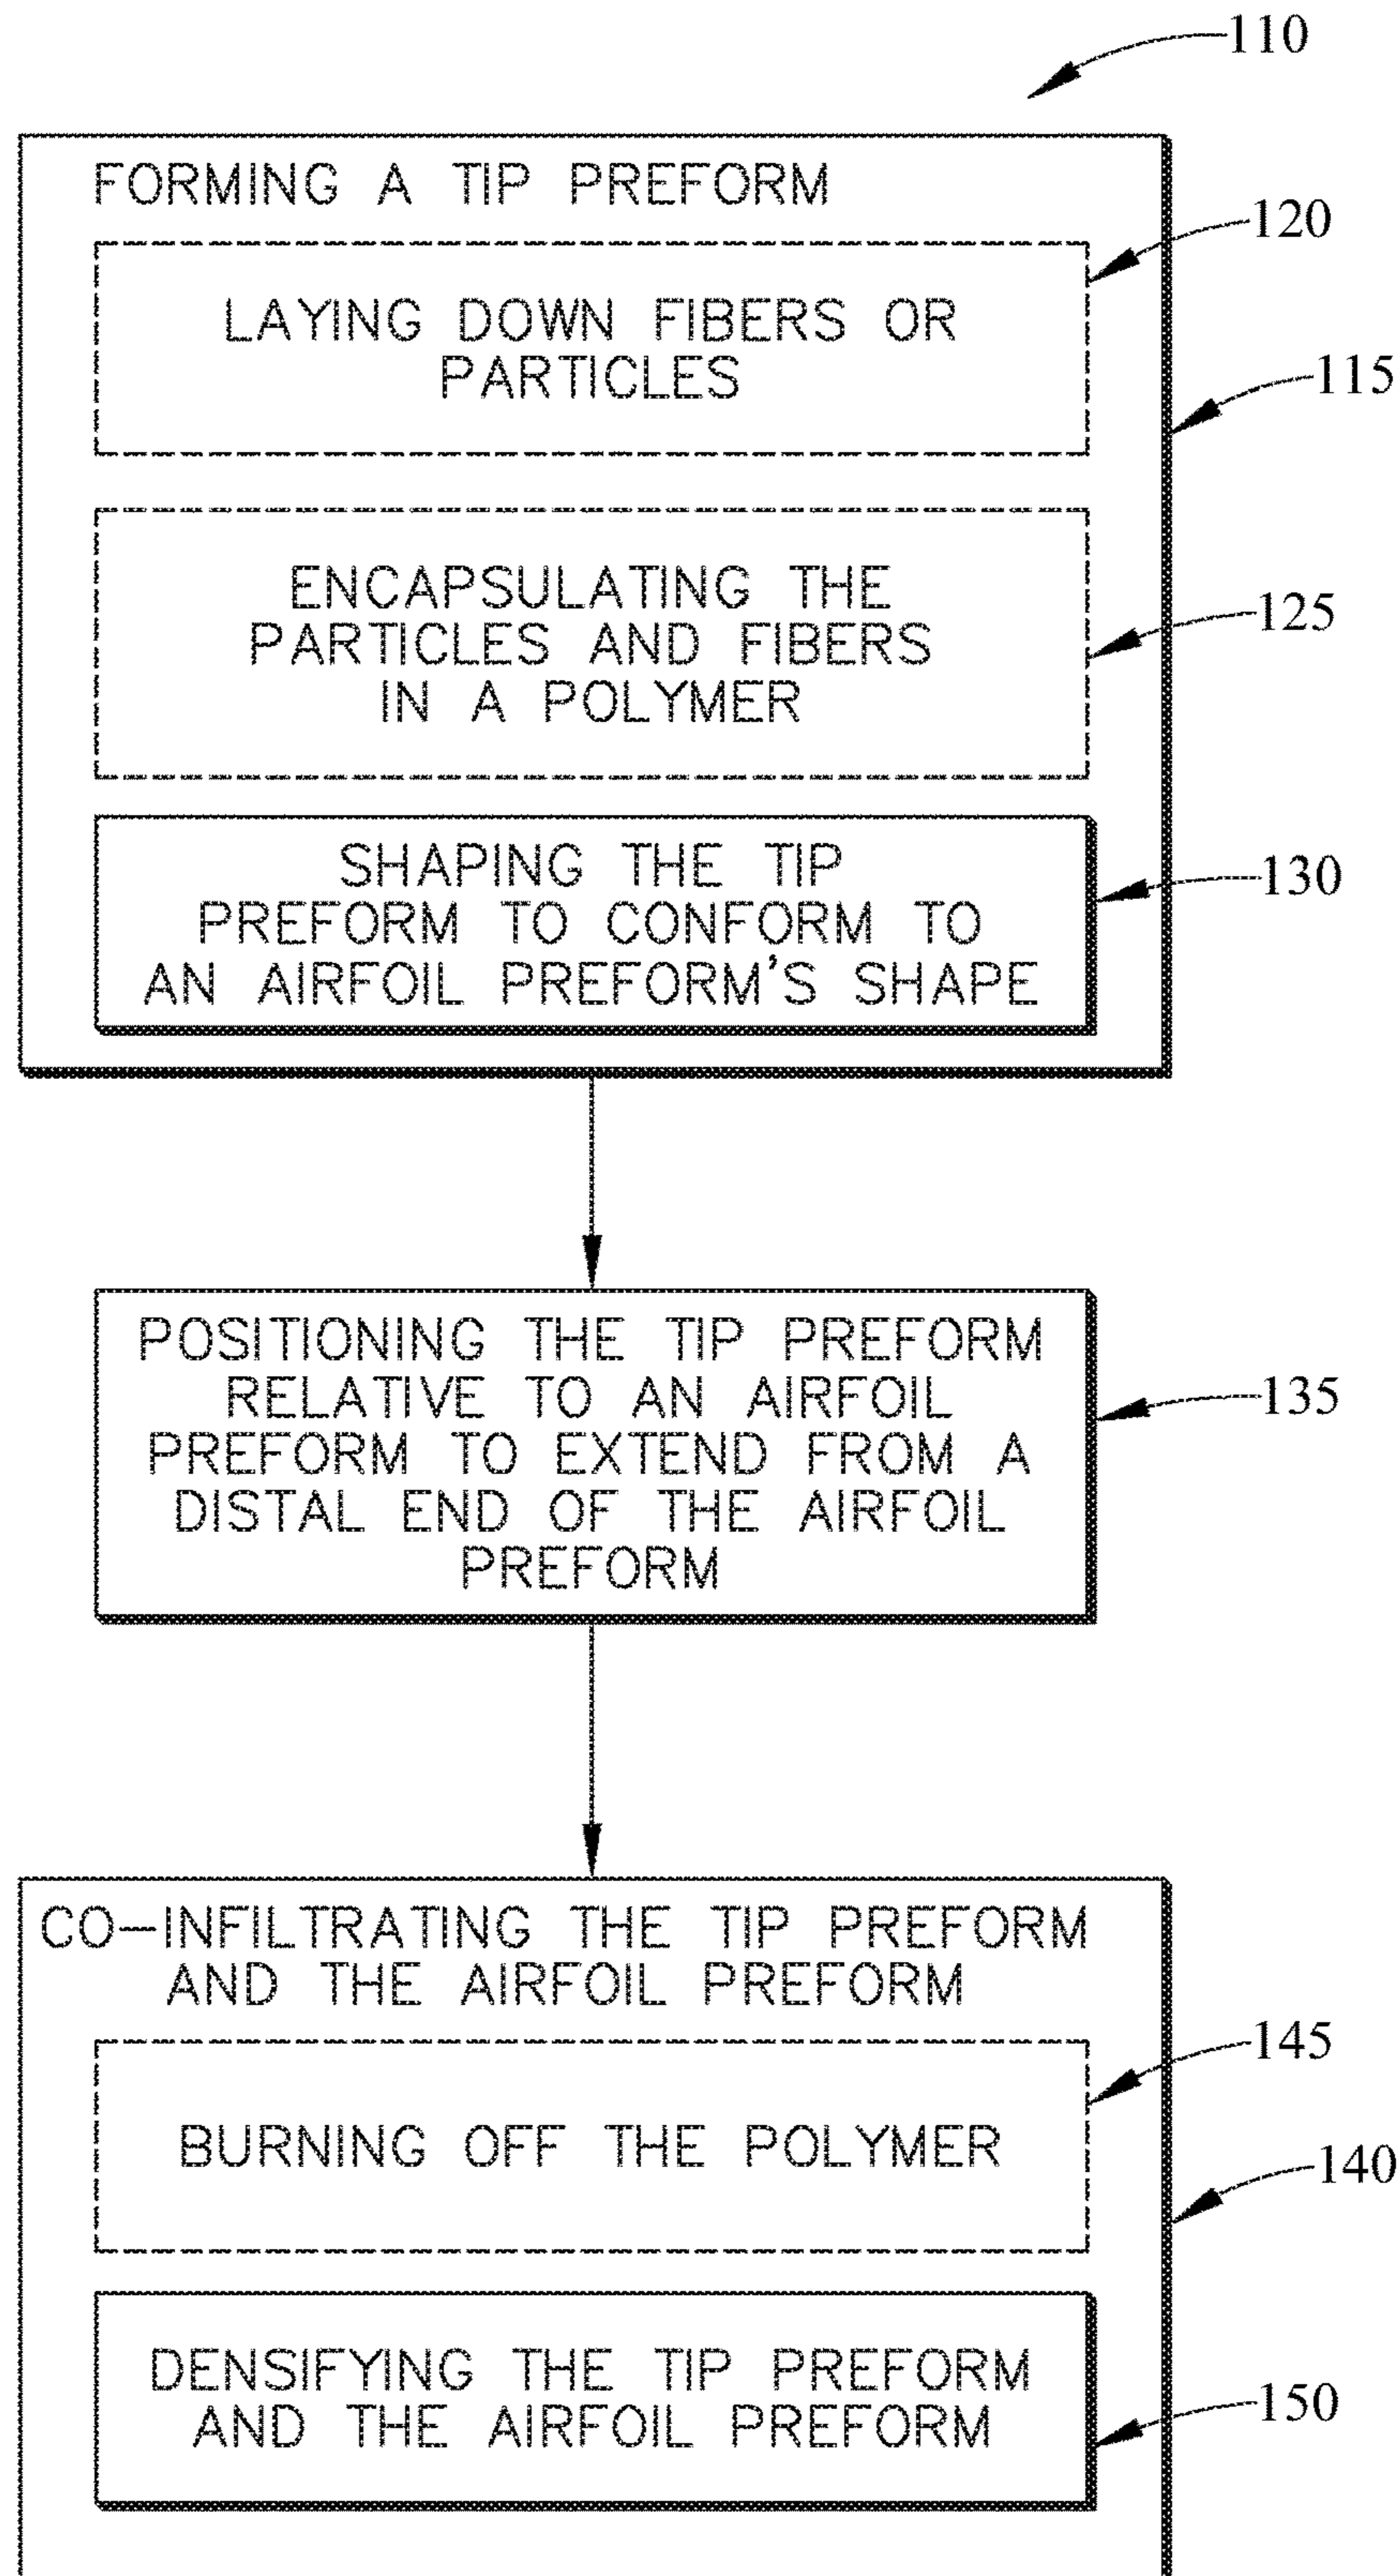 110
FORMING A TIP PREFORM
120
LAYING DOWN FIBERS OR
PARTICLES
115
ENCAPSULATING THE
PARTICLES AND FIBERS
IN A POLYMER
125
SHAPING THE TIP
PREFORM TO CONFORM TO
AN AIRFOIL PREFORM'S SHAPE
130
POSITIONING THE TIP PREFORM
RELATIVE TO AN AIRFOIL
PREFORM TO EXTEND FROM A
DISTAL END OF THE AIRFOIL
PREFORM
135
CO-INFILTRATING THE TIP PREFORM
AND THE AIRFOIL PREFORM
145
BURNING OFF THE POLYMER
140
DENSIFYING THE TIP PREFORM
AND THE AIRFOIL PREFORM
150